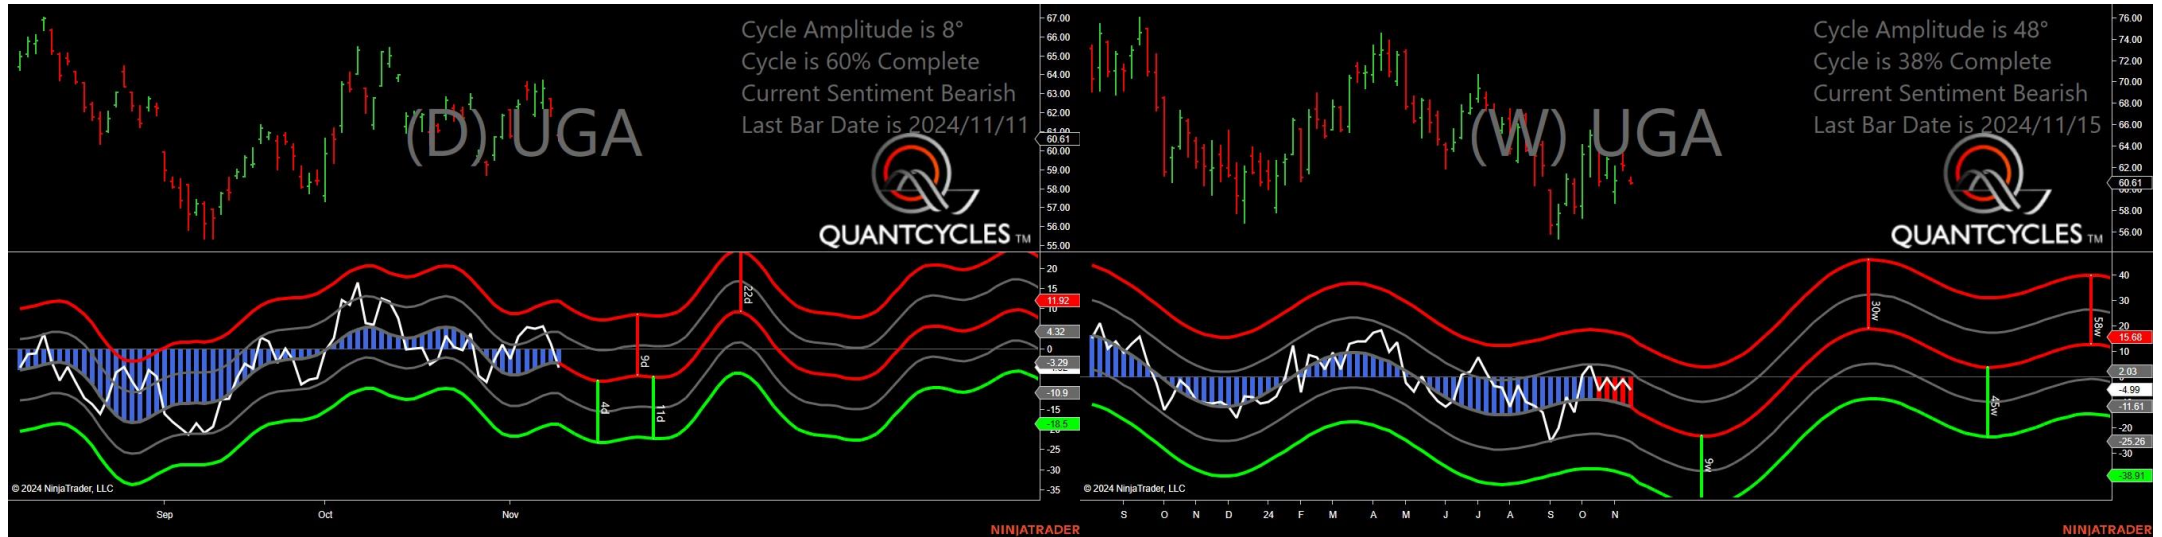 Cycle Amplitude is 8°
Cycle is 60% Complete
Current Sentiment Bearish
Last Bar Date is 2024/11/11
(D) UGA
QUANTCYCLES TM
67.00
66.00
65.00
64.00
63.00
62.00
61.00
60.61
60.00
59.00
58.00
57.00
56.00
55.00
22d
9d
4d
11d
20
15
11.92
10
4.32
0
-3.29
-10.9
-15
-18.5
-25
-30
-35
© 2024 NinjaTrader, LLC
Sep Oct Nov
NINJATRADER
Cycle Amplitude is 48°
Cycle is 38% Complete
Current Sentiment Bearish
Last Bar Date is 2024/11/15
(W) UGA
QUANTCYCLES TM
76.00
74.00
72.00
70.00
68.00
66.00
64.00
62.00
60.61
58.00
56.00
30w
58w
45w
9w
40
30
20
15.68
10
2.03
-4.99
-11.61
-20
-25.26
-30
-38.91
© 2024 NinjaTrader, LLC
S O N D 24 F M A M J J A S O N
NINJATRADER